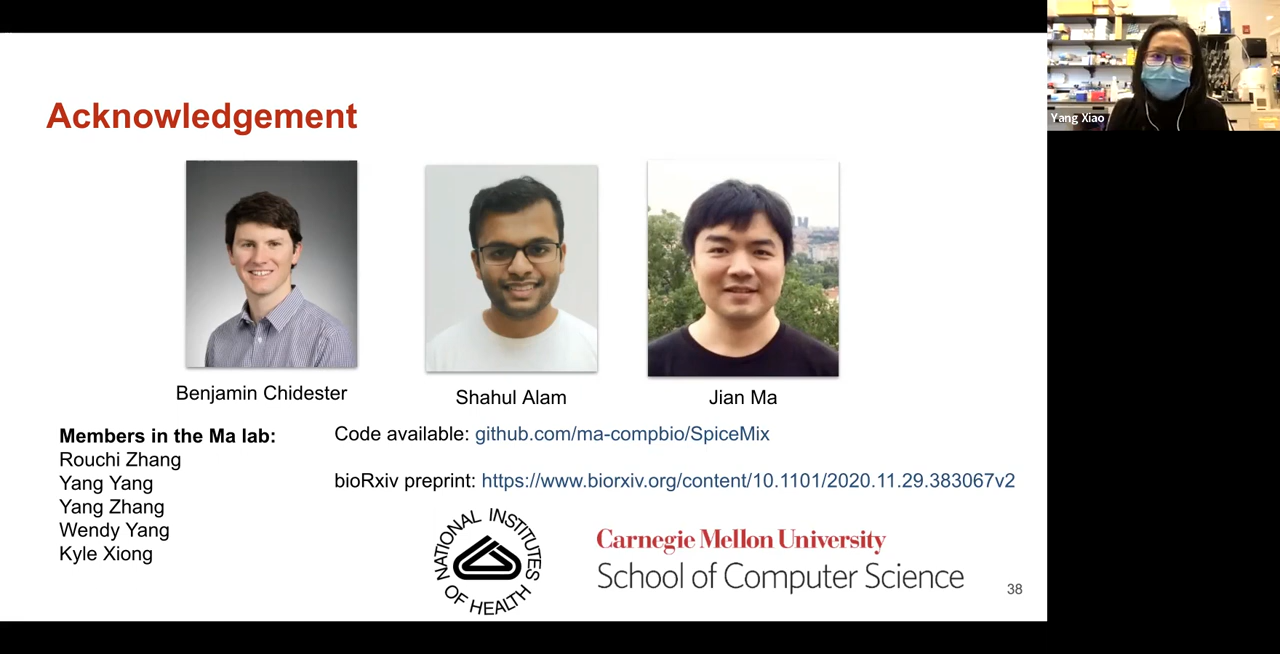 Acknowledgement
Yang Xiao
Benjamin Chidester
Shahul Alam
Jian Ma
Members in the Ma lab:
Rouchi Zhang
Yang Yang
Yang Zhang
Wendy Yang
Kyle Xiong
Code available: github.com/ma-compbio/SpiceMix
bioRxiv preprint: https://www.biorxiv.org/content/10.1101/2020.11.29.383067v2
NATIONAL INSTITUTES OF HEALTH
Carnegie Mellon University
School of Computer Science
38